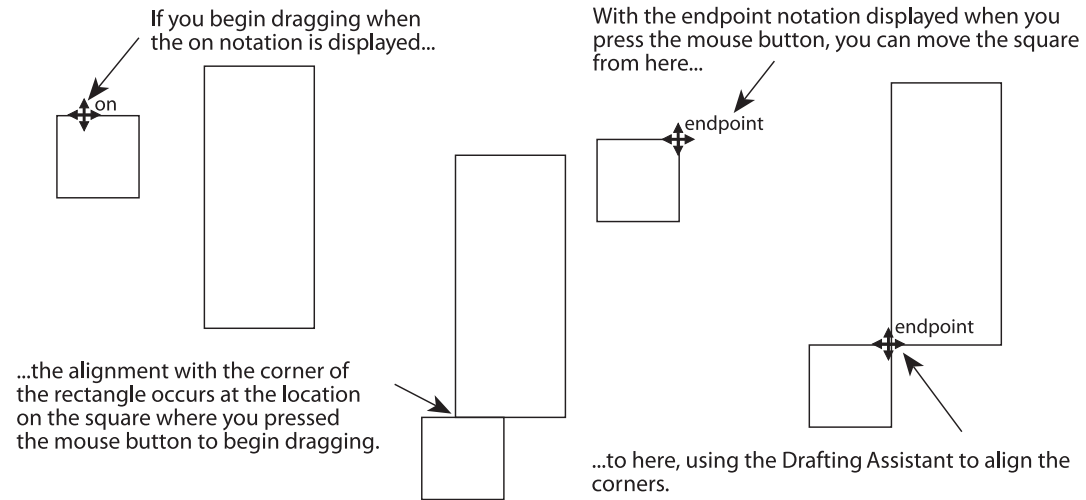 If you begin dragging when
the on notation is displayed...
on
...the alignment with the corner of
the rectangle occurs at the location
on the square where you pressed
the mouse button to begin dragging.
With the endpoint notation displayed when you
press the mouse button, you can move the square
from here...
endpoint
endpoint
...to here, using the Drafting Assistant to align the
corners.